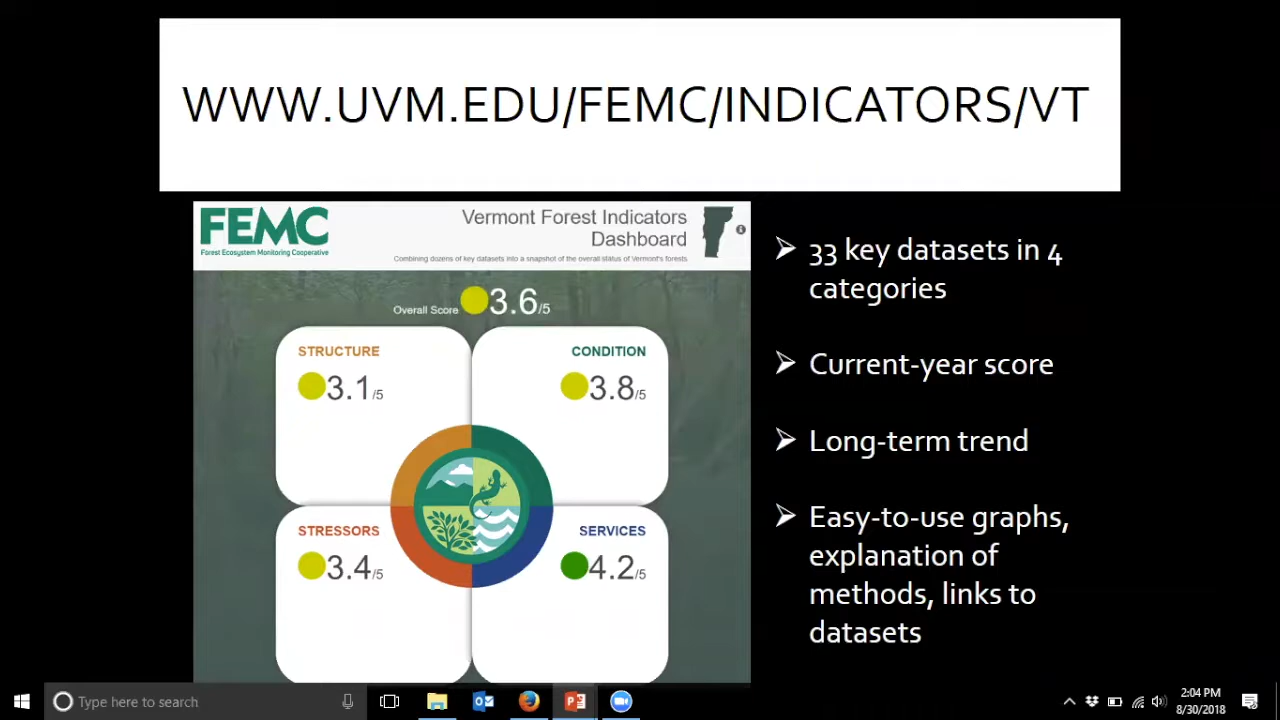 WWW.UVM.EDU/FEMC/INDICATORS/VT
FEMC
Forest Ecosystem Monitoring Cooperative
Vermont Forest Indicators
Dashboard
Combining dozens of key datasets into a snapshot of the overall status of Vermont's forests
Overall Score 3.6/5
STRUCTURE
3.1/5
CONDITION
3.8/5
STRESSORS
3.4/5
SERVICES
4.2/5
33 key datasets in 4
categories
Current-year score
Long-term trend
Easy-to-use graphs,
explanation of
methods, links to
datasets
Type here to search
2:04 PM
8/30/2018